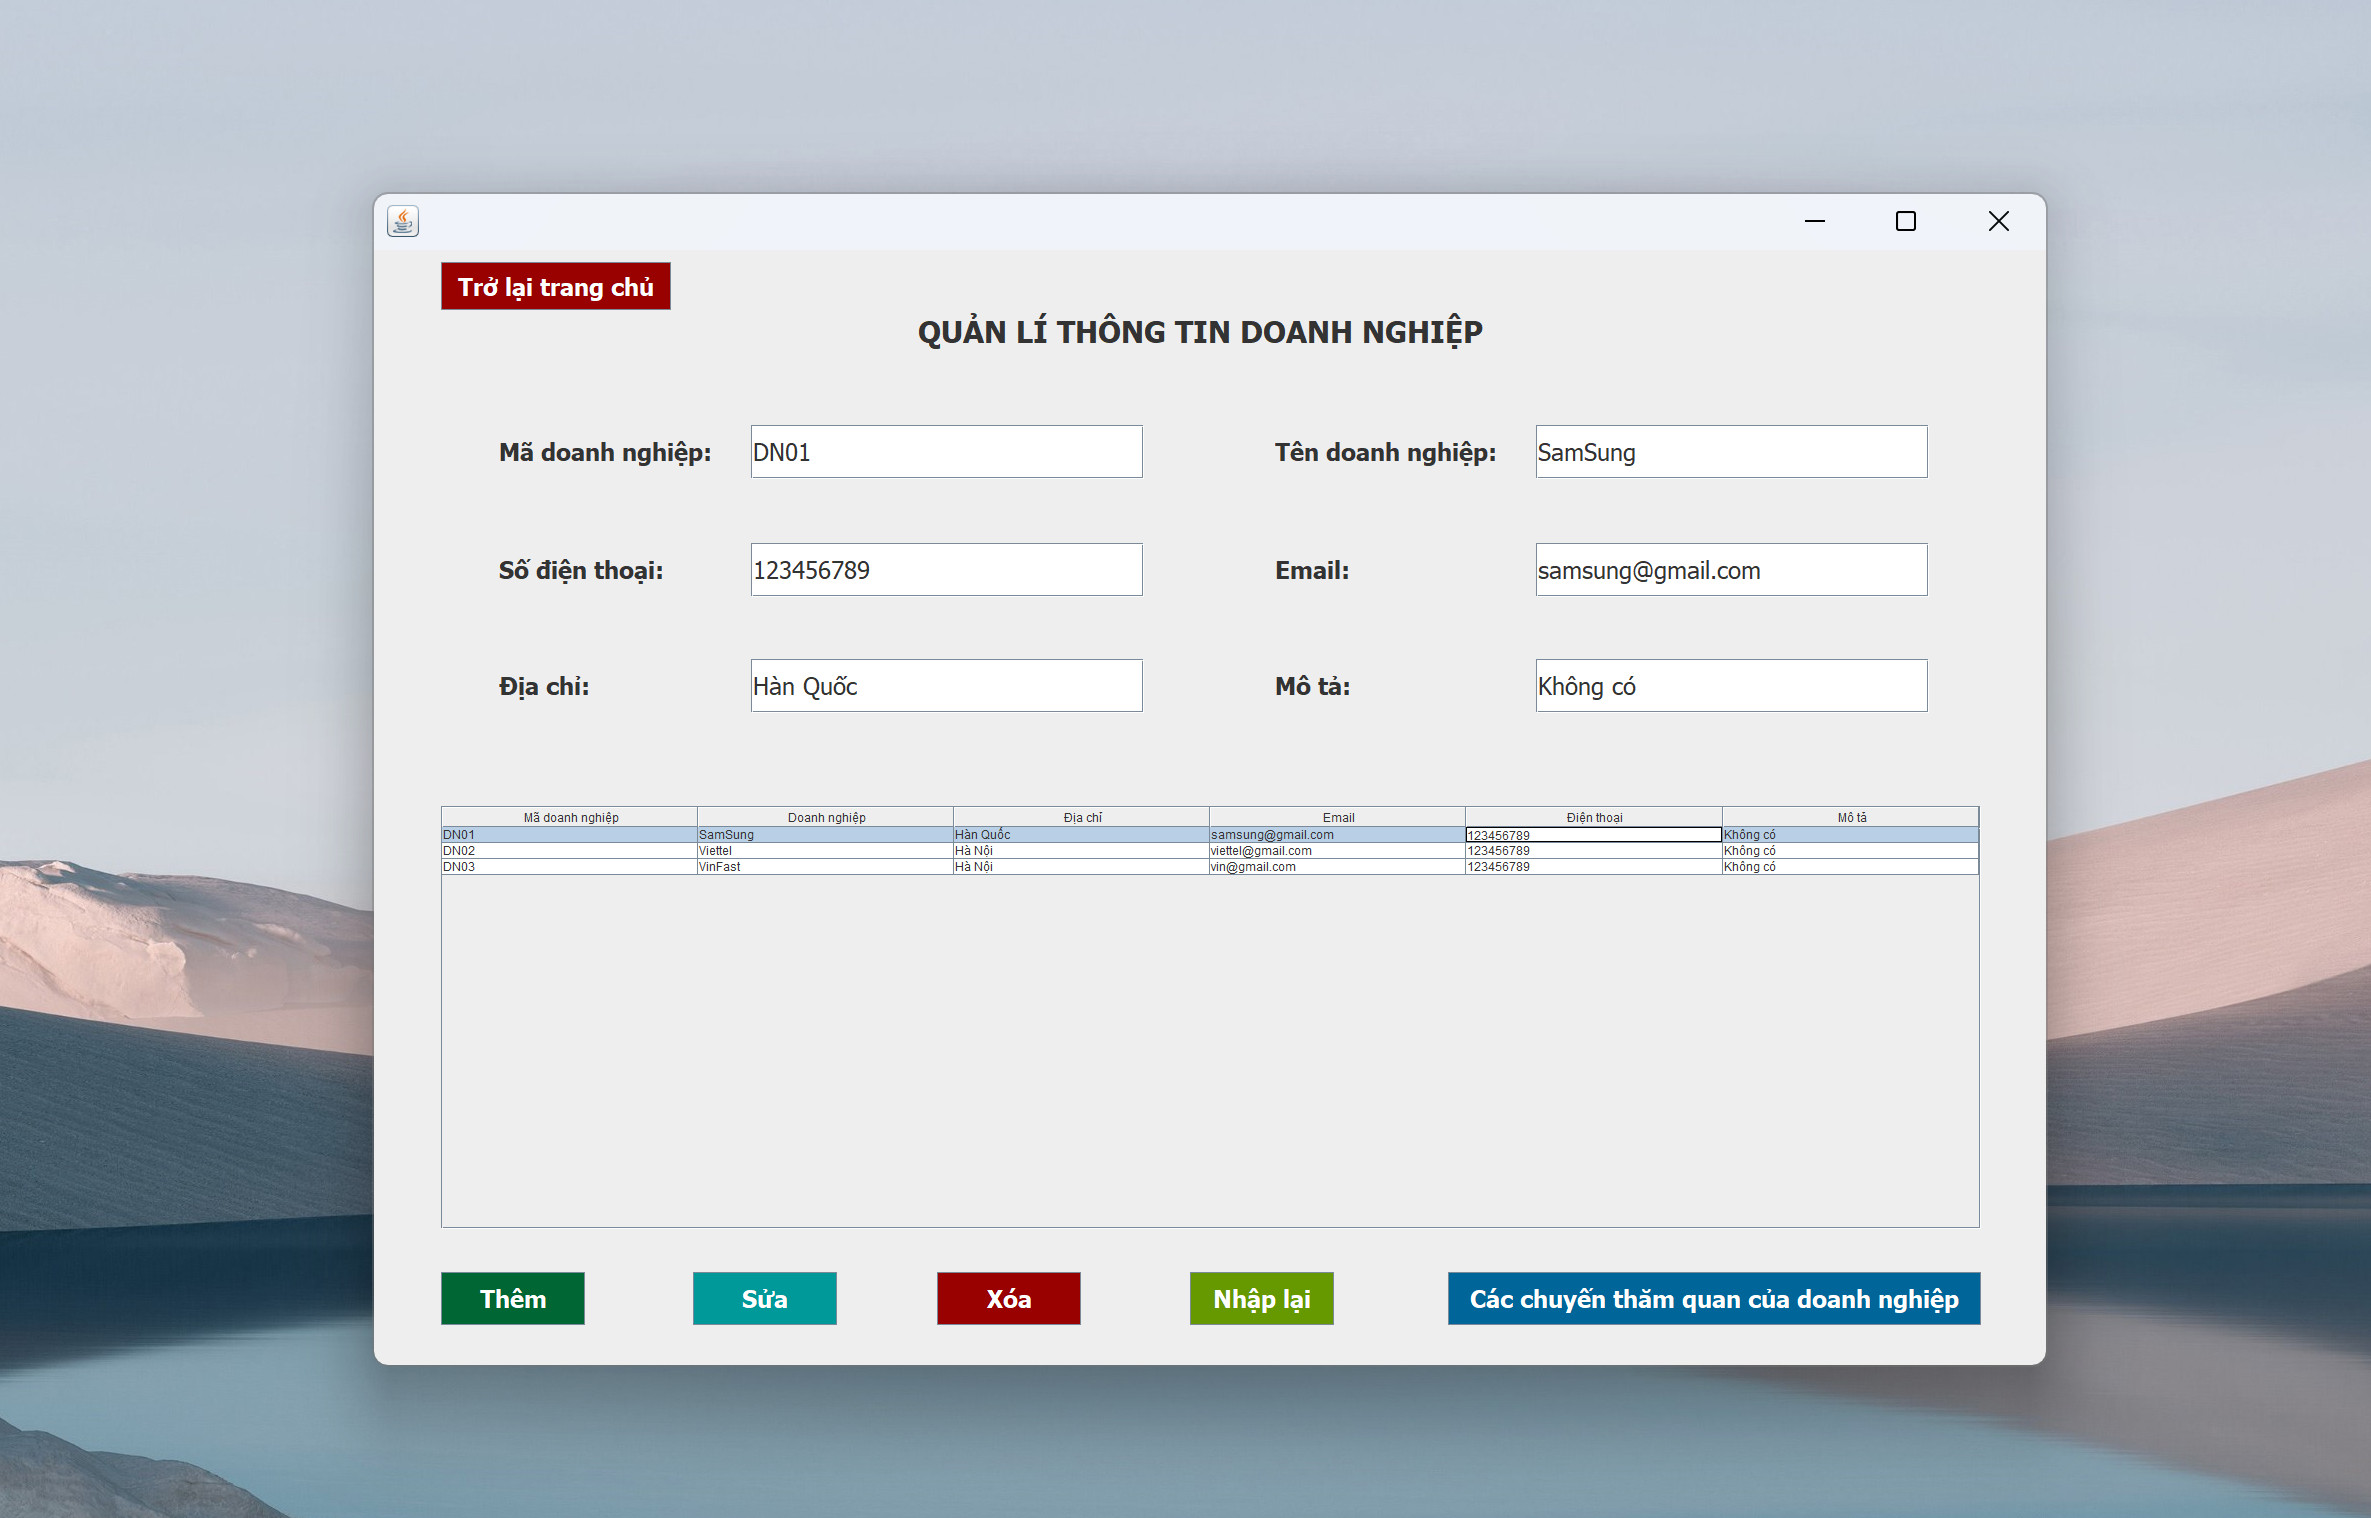 Trở lại trang chủ
QUẢN LÍ THÔNG TIN DOANH NGHIỆP
Mã doanh nghiệp: DN01 Tên doanh nghiệp: SamSung
Số điện thoại: 123456789 Email: samsung@gmail.com
Địa chỉ: Hàn Quốc Mô tả: Không có
Mã doanh nghiệp Doanh nghiệp Địa chỉ Email Điện thoại Mô tả
DN01 SamSung Hàn Quốc samsung@gmail.com 123456789 Không có
DN02 Viettel Hà Nội viettel@gmail.com 123456789 Không có
DN03 VinFast Hà Nội vin@gmail.com 123456789 Không có
Thêm Sửa Xóa Nhập lại Các chuyến thăm quan của doanh nghiệp